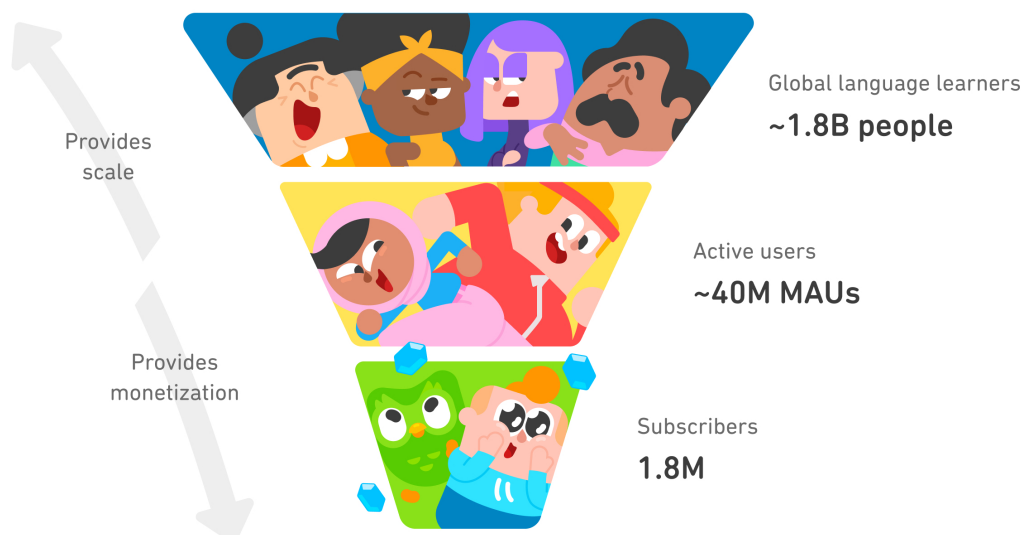 Global language learners
~1.8B people
Provides
scale
Active users
~40M MAUs
Provides
monetization
Subscribers
1.8M